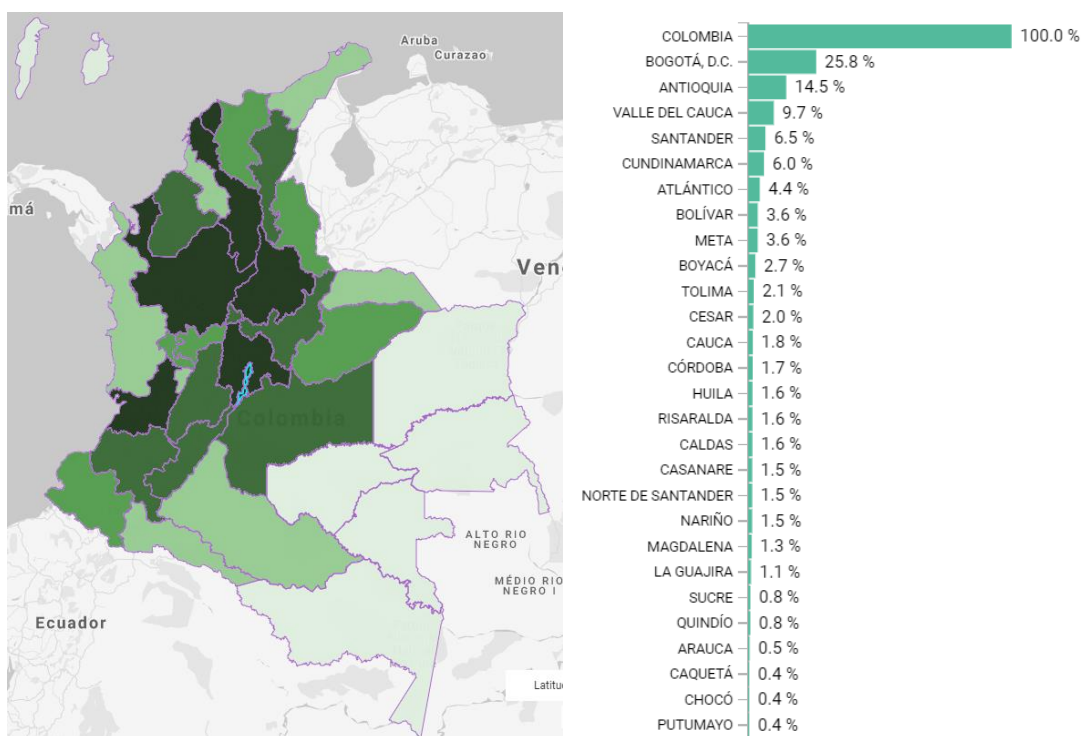 Aruba
Curazao
má
Ven
Colombia
ALTO RIO
NEGRO
MÉDIO RIO
NEGRO I
Ecuador
Latitu
COLOMBIA 100.0 %
BOGOTÁ, D.C. 25.8 %
ANTIOQUIA 14.5 %
VALLE DEL CAUCA 9.7 %
SANTANDER 6.5 %
CUNDINAMARCA 6.0 %
ATLÁNTICO 4.4 %
BOLÍVAR 3.6 %
META 3.6 %
BOYACÁ 2.7 %
TOLIMA 2.1 %
CESAR 2.0 %
CAUCA 1.8 %
CÓRDOBA 1.7 %
HUILA 1.6 %
RISARALDA 1.6 %
CALDAS 1.6 %
CASANARE 1.5 %
NORTE DE SANTANDER 1.5 %
NARIÑO 1.5 %
MAGDALENA 1.3 %
LA GUAJIRA 1.1 %
SUCRE 0.8 %
QUINDÍO 0.8 %
ARAUCA 0.5 %
CAQUETÁ 0.4 %
CHOCÓ 0.4 %
PUTUMAYO 0.4 %